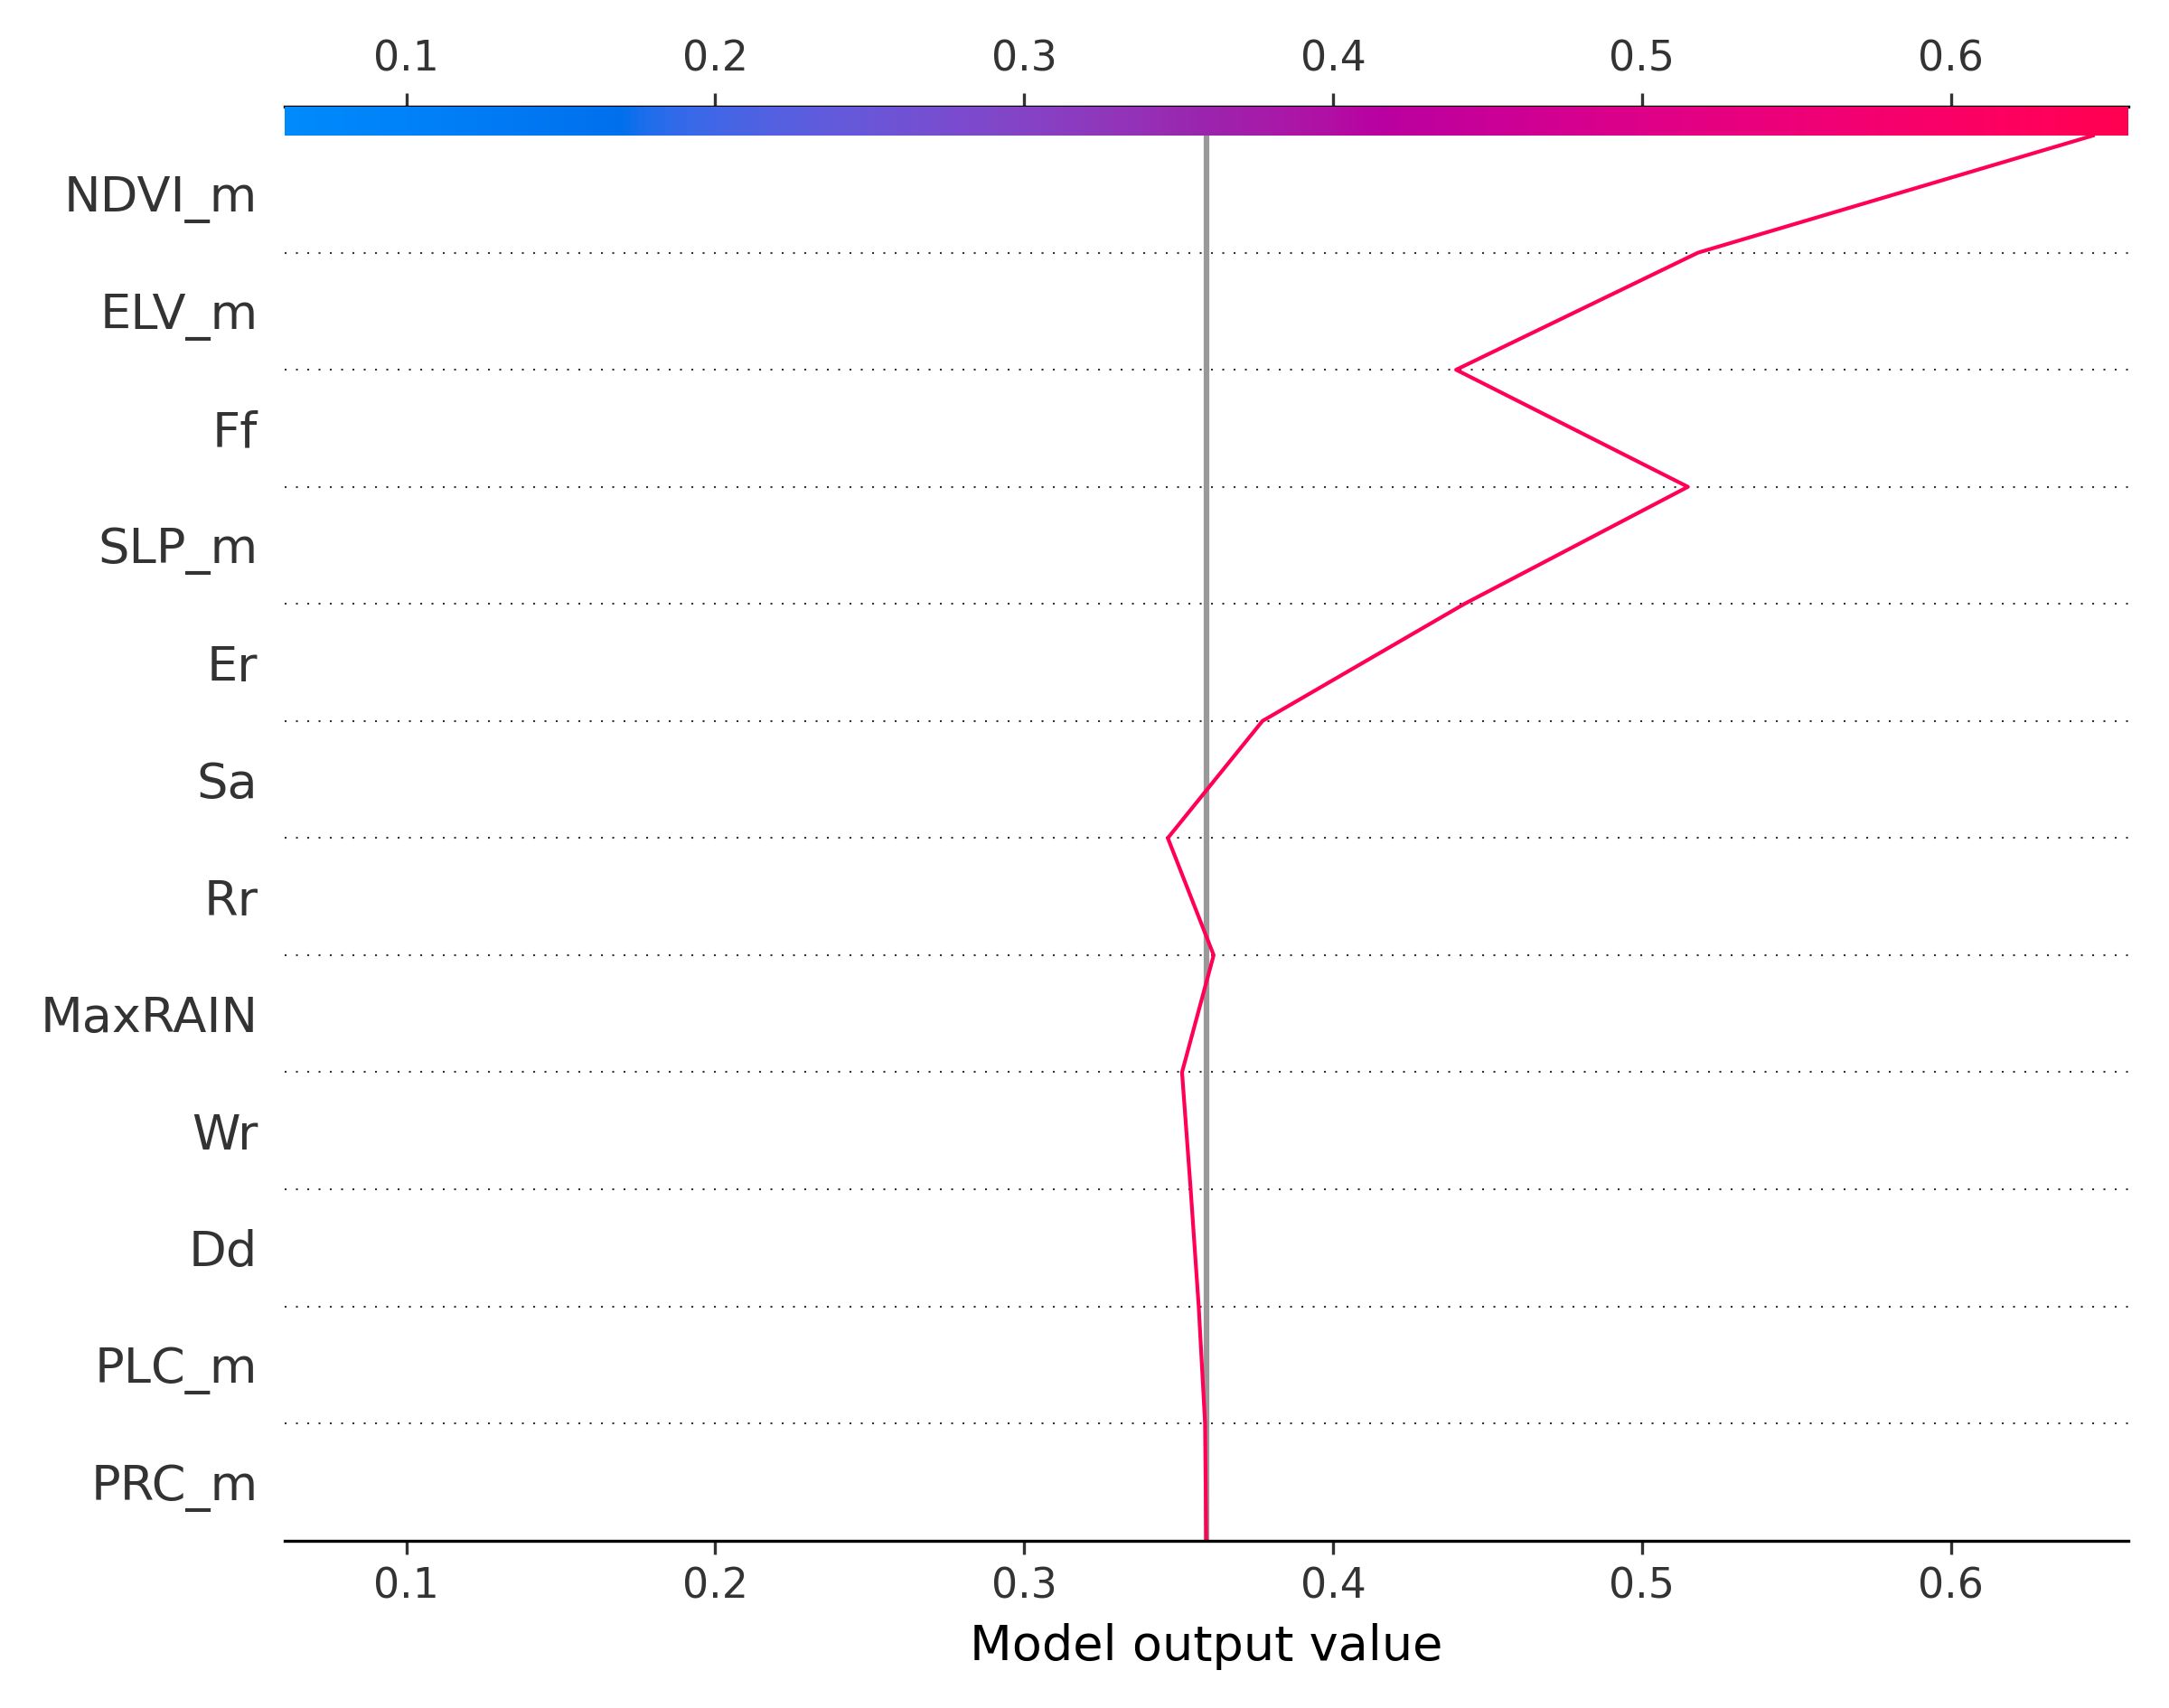 0.1 0.2 0.3 0.4 0.5 0.6
NDVI_m
ELV_m
Ff
SLP_m
Er
Sa
Rr
MaxRAIN
Wr
Dd
PLC_m
PRC_m
0.1 0.2 0.3 0.4 0.5 0.6
Model output value